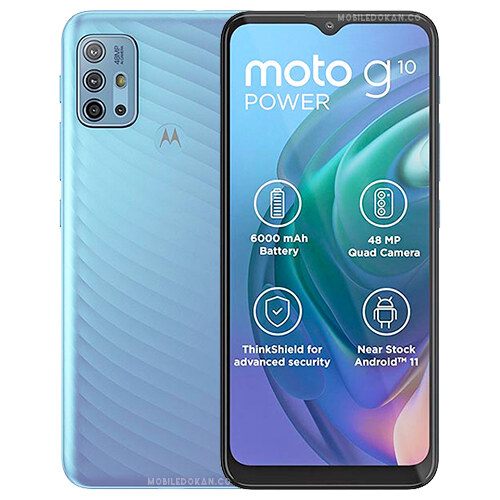 MOBILEDOKAN.CO
48MP
moto g10
POWER
6000 mAh
Battery
48 MP
Quad Camera
ThinkShield for
advanced security
Near Stock
Android™ 11
MOBILEDOKAN.CO